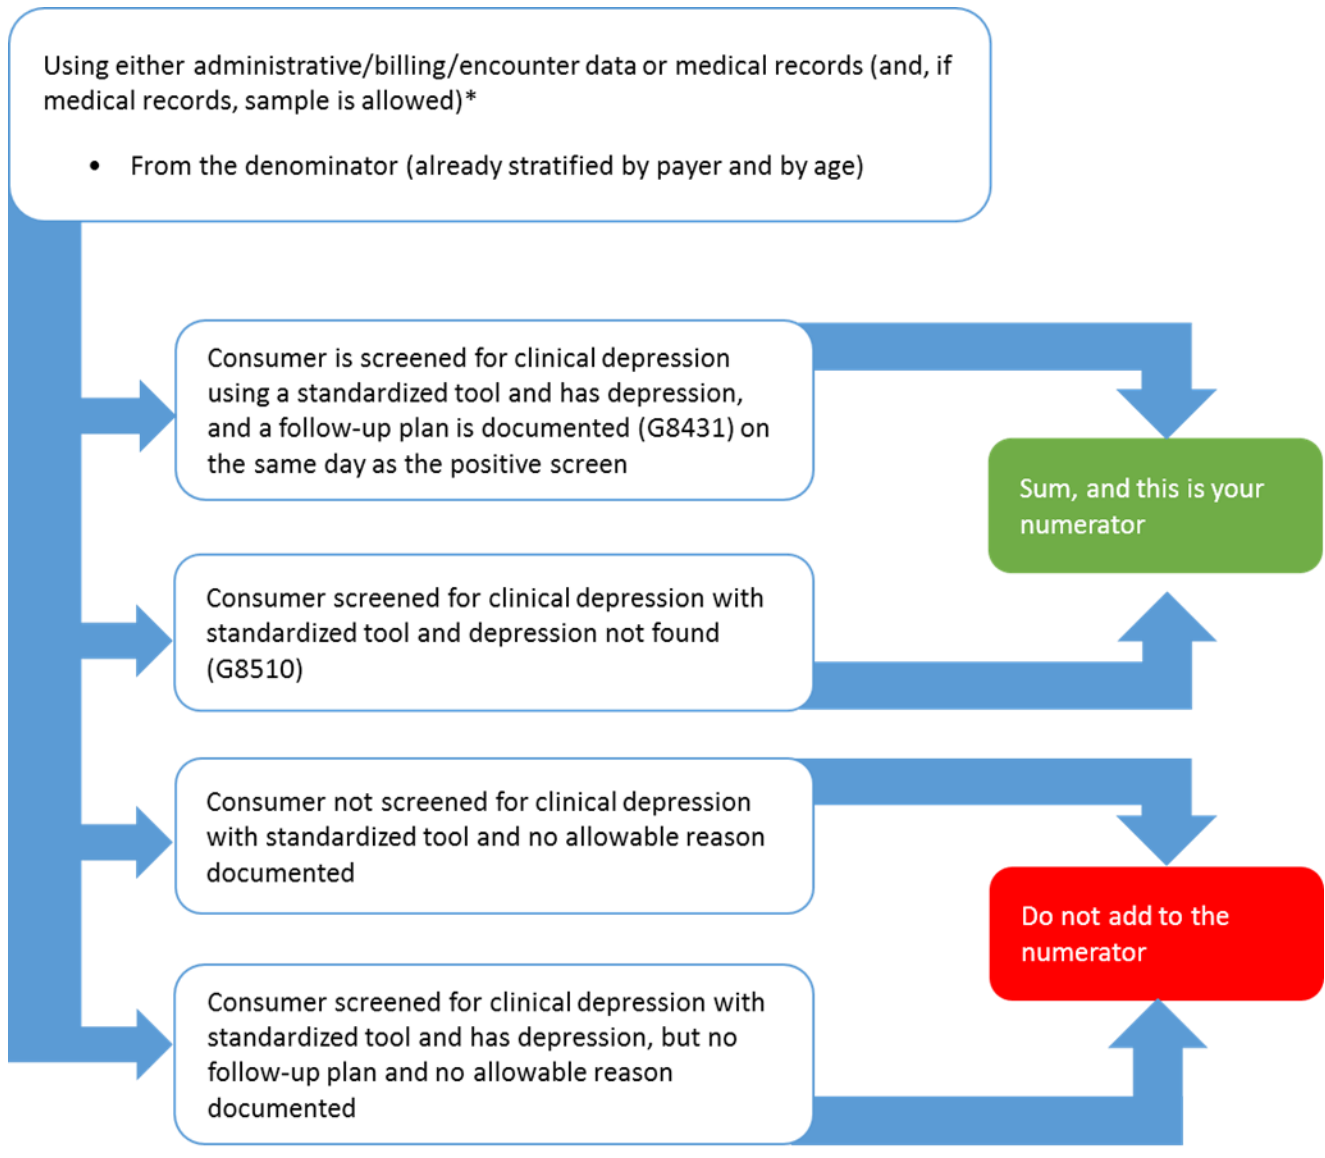 Using either administrative/billing/encounter data or medical records (and, if
medical records, sample is allowed)*
• From the denominator (already stratified by payer and by age)
Consumer is screened for clinical depression
using a standardized tool and has depression,
and a follow-up plan is documented (G8431) on
the same day as the positive screen
Sum, and this is your
numerator
Consumer screened for clinical depression with
standardized tool and depression not found
(G8510)
Consumer not screened for clinical depression
with standardized tool and no allowable reason
documented
Do not add to the
numerator
Consumer screened for clinical depression with
standardized tool and has depression, but no
follow-up plan and no allowable reason
documented